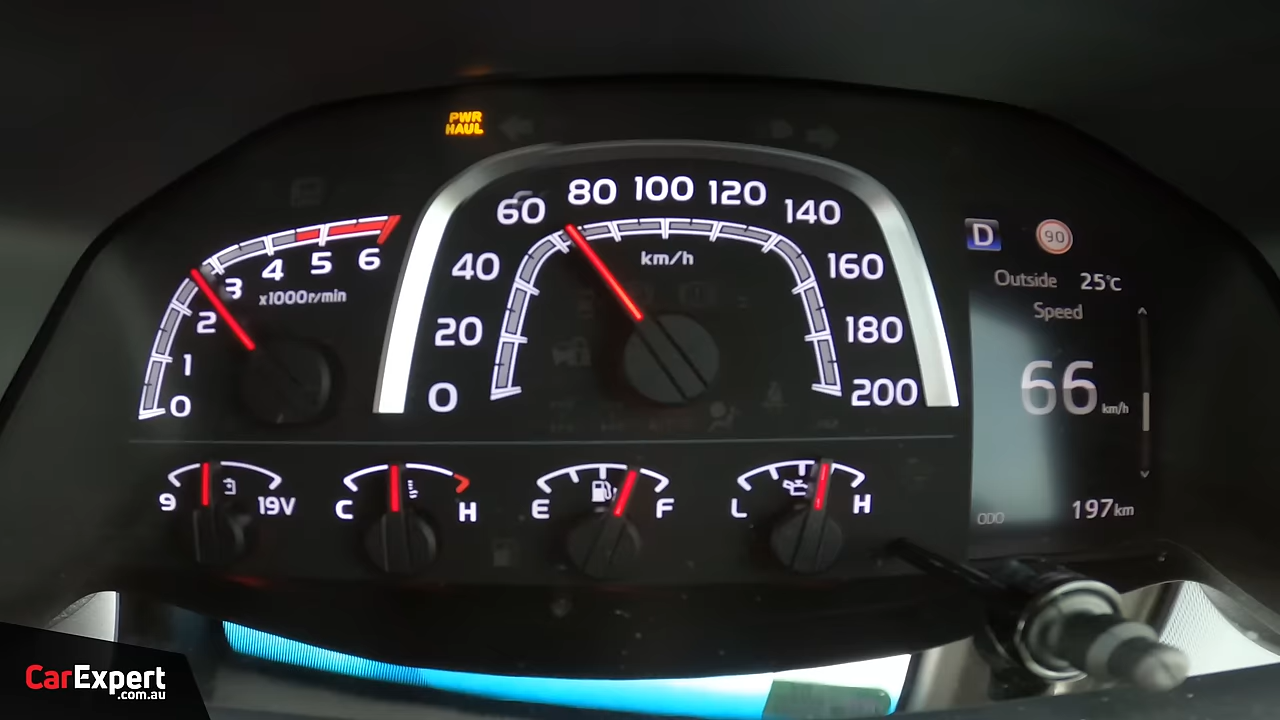 PWR
HAUL
0 1 2 3 4 5 6
x1000r/min
0 20 40 60 80 100 120 140 160 180 200
km/h
D 90
Outside 25°C
Speed
66 km/h
ODO 197km
9 19V
C H
E F
L H
CarExpert
.com.au